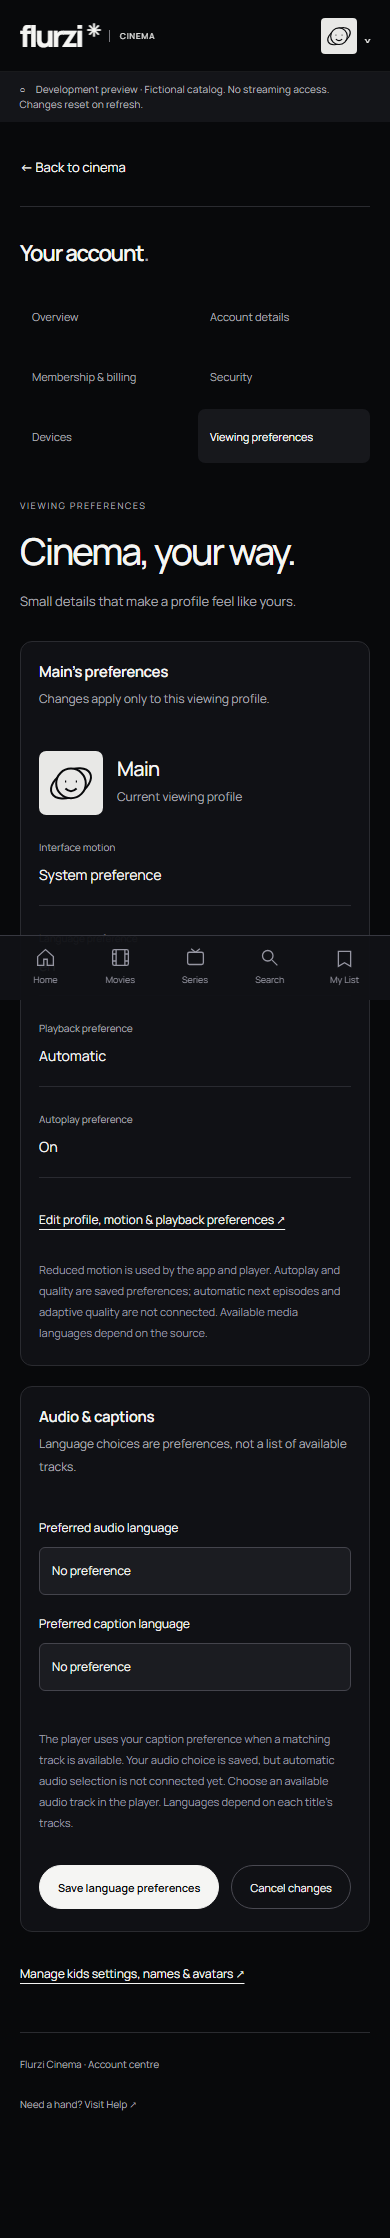 flurzi* | CINEMA
Development preview · Fictional catalog. No streaming access.
Changes reset on refresh.
← Back to cinema
Your account.
Overview
Account details
Membership & billing
Security
Devices
Viewing preferences
VIEWING PREFERENCES
Cinema, your way.
Small details that make a profile feel like yours.
Main's preferences
Changes apply only to this viewing profile.
Main
Current viewing profile
Interface motion
System preference
Home
Movies
Series
Search
My List
Playback preference
Automatic
Autoplay preference
On
Edit profile, motion & playback preferences ↗
Reduced motion is used by the app and player. Autoplay and
quality are saved preferences; automatic next episodes and
adaptive quality are not connected. Available media
languages depend on the source.
Audio & captions
Language choices are preferences, not a list of available
tracks.
Preferred audio language
No preference
Preferred caption language
No preference
The player uses your caption preference when a matching
track is available. Your audio choice is saved, but automatic
audio selection is not connected yet. Choose an available
audio track in the player. Languages depend on each title's
tracks.
Save language preferences
Cancel changes
Manage kids settings, names & avatars ↗
Flurzi Cinema · Account centre
Need a hand? Visit Help ↗